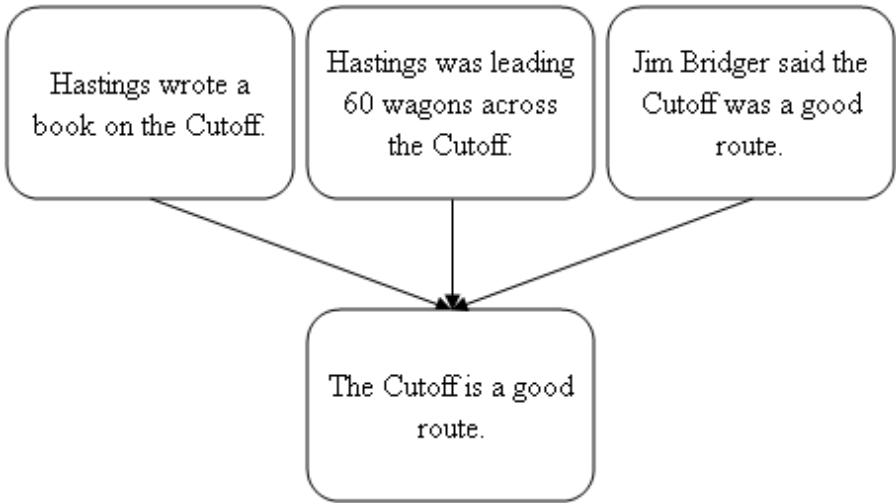 Hastings wrote a
book on the Cutoff.
Hastings was leading
60 wagons across
the Cutoff.
Jim Bridger said the
Cutoff was a good
route.
The Cutoff is a good
route.